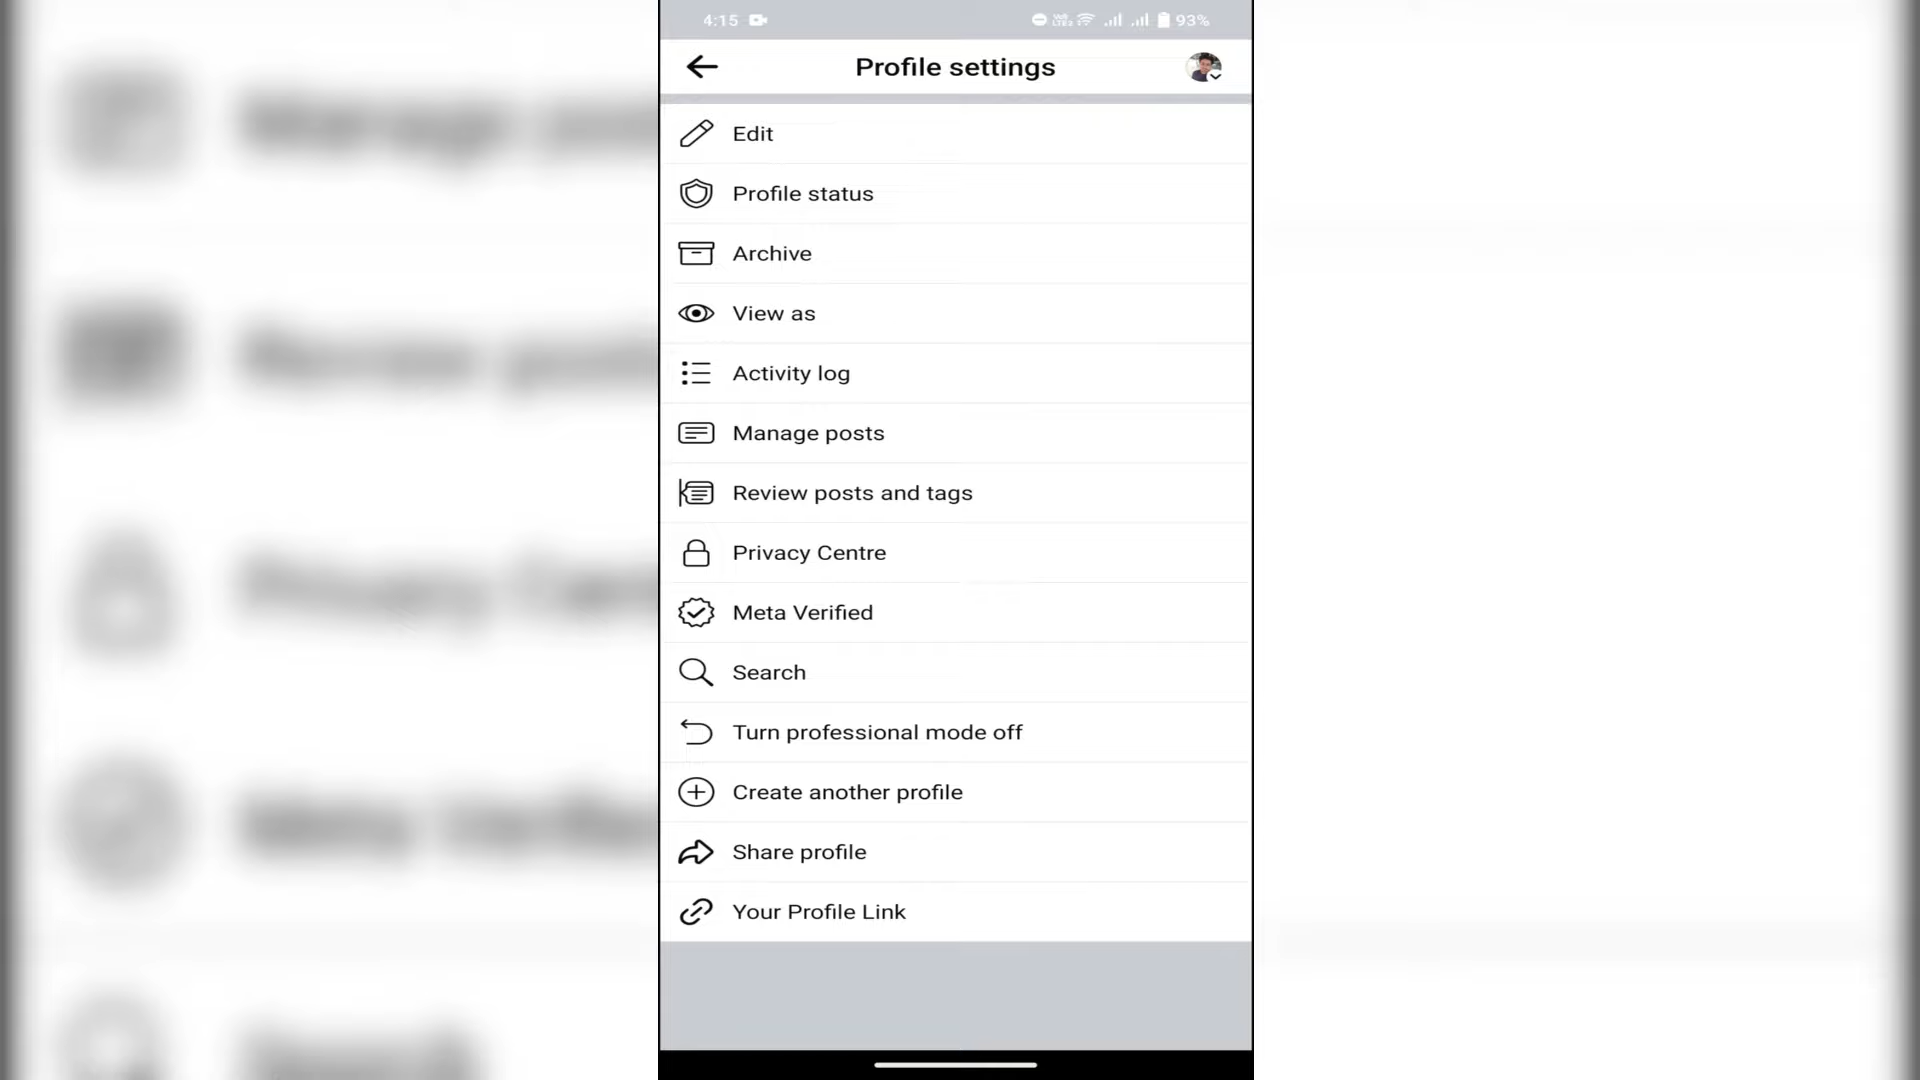 4:15 93%
Profile settings
Edit
Profile status
Archive
View as
Activity log
Manage posts
Review posts and tags
Privacy Centre
Meta Verified
Search
Turn professional mode off
Create another profile
Share profile
Your Profile Link